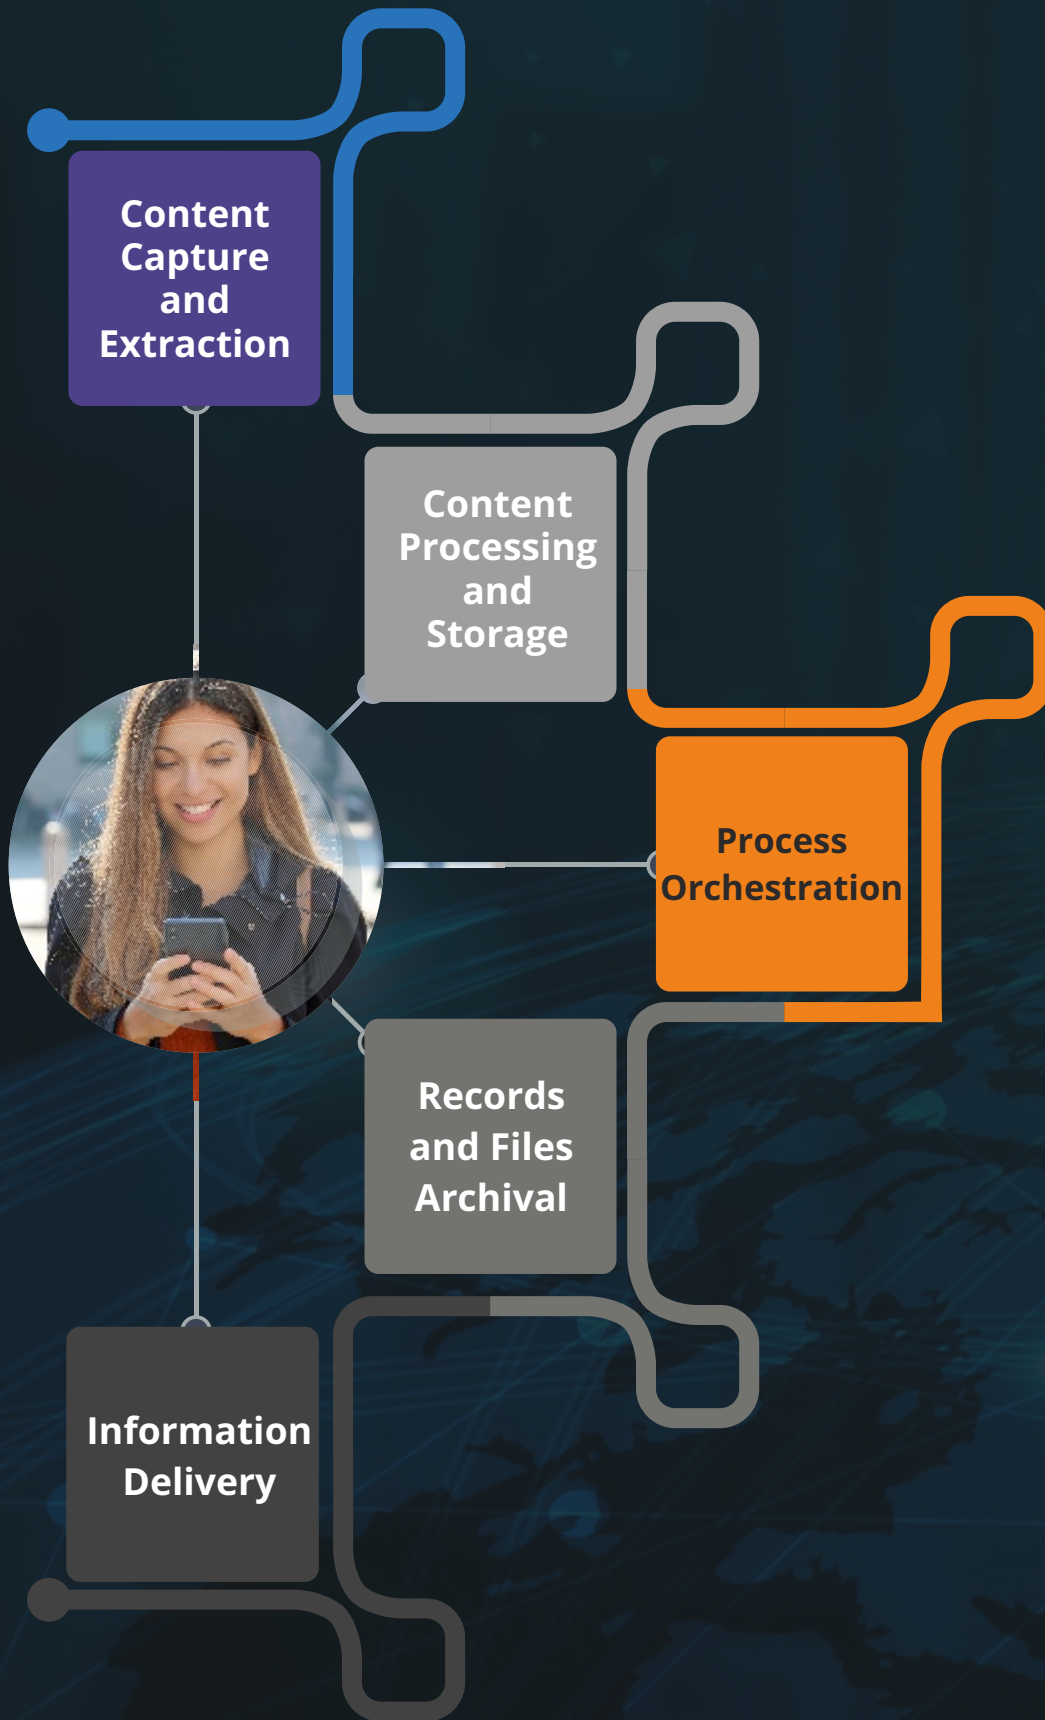 Content
Capture
and
Extraction
Content
Processing
and
Storage
Process
Orchestration
Records
and Files
Archival
Information
Delivery